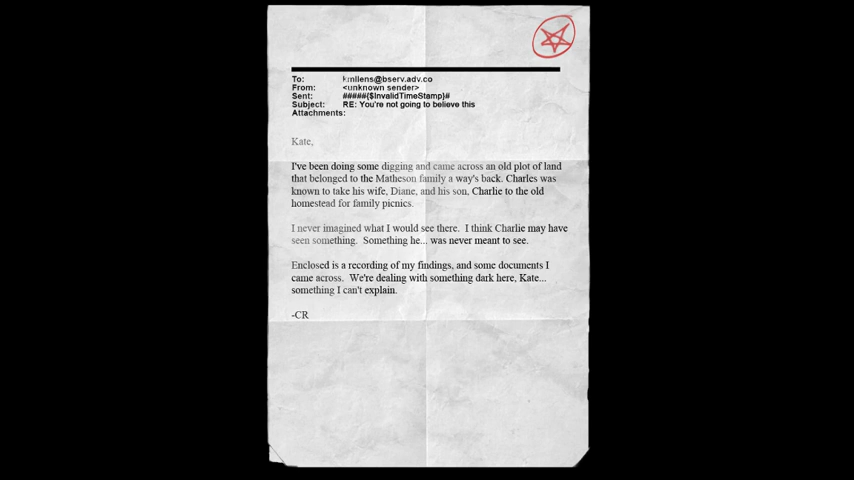 To: kmllens@bserv.adv.co
From: <unknown sender>
Sent: #####{$InvalidTimeStamp}#
Subject: RE: You're not going to believe this
Attachments:
Kate,
I've been doing some digging and came across an old plot of land
that belonged to the Matheson family a way's back. Charles was
known to take his wife, Diane, and his son, Charlie to the old
homestead for family picnics.
I never imagined what I would see there. I think Charlie may have
seen something. Something he... was never meant to see.
Enclosed is a recording of my findings, and some documents I
came across. We're dealing with something dark here, Kate...
something I can't explain.
-CR